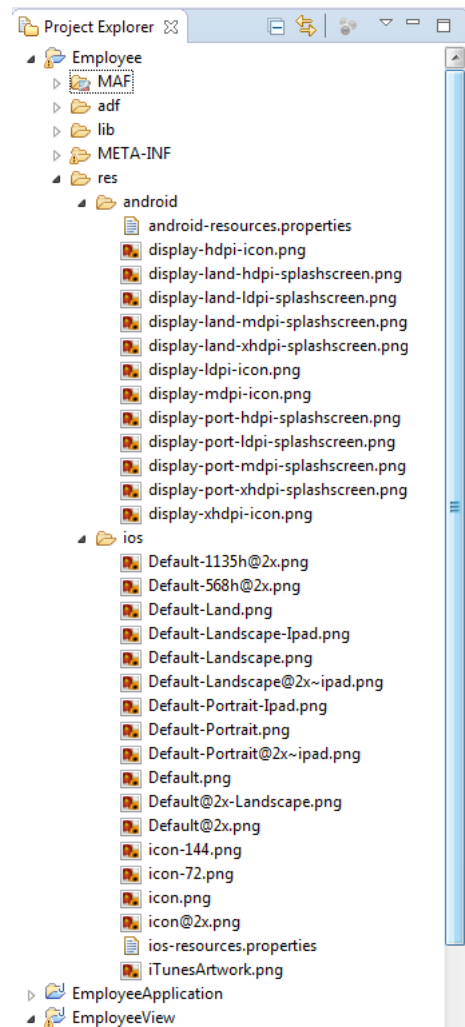 Project Explorer
Employee
MAF
adf
lib
META-INF
res
android
android-resources.properties
display-hdpi-icon.png
display-land-hdpi-splashscreen.png
display-land-ldpi-splashscreen.png
display-land-mdpi-splashscreen.png
display-land-xhdpi-splashscreen.png
display-ldpi-icon.png
display-mdpi-icon.png
display-port-hdpi-splashscreen.png
display-port-ldpi-splashscreen.png
display-port-mdpi-splashscreen.png
display-port-xhdpi-splashscreen.png
display-xhdpi-icon.png
ios
Default-1135h@2x.png
Default-568h@2x.png
Default-Land.png
Default-Landscape-Ipad.png
Default-Landscape.png
Default-Landscape@2x~ipad.png
Default-Portrait-Ipad.png
Default-Portrait.png
Default-Portrait@2x~ipad.png
Default.png
Default@2x-Landscape.png
Default@2x.png
icon-144.png
icon-72.png
icon.png
icon@2x.png
ios-resources.properties
iTunesArtwork.png
EmployeeApplication
EmployeeView